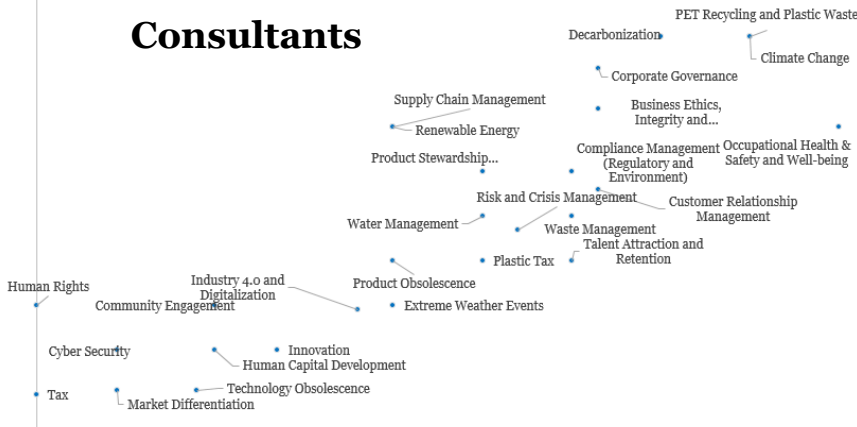 PET Recycling and Plastic Waste
Consultants
Decarbonization
Climate Change
Corporate Governance
Supply Chain Management
Business Ethics,
Integrity and...
Renewable Energy
Compliance Management
(Regulatory and
Environment)
Occupational Health &
Safety and Well-being
Product Stewardship...
Risk and Crisis Management
Customer Relationship
Management
Water Management
Waste Management
Talent Attraction and
Retention
Plastic Tax
Product Obsolescence
Industry 4.0 and
Digitalization
Human Rights
Community Engagement
Extreme Weather Events
Cyber Security
Innovation
Human Capital Development
Technology Obsolescence
Tax
Market Differentiation